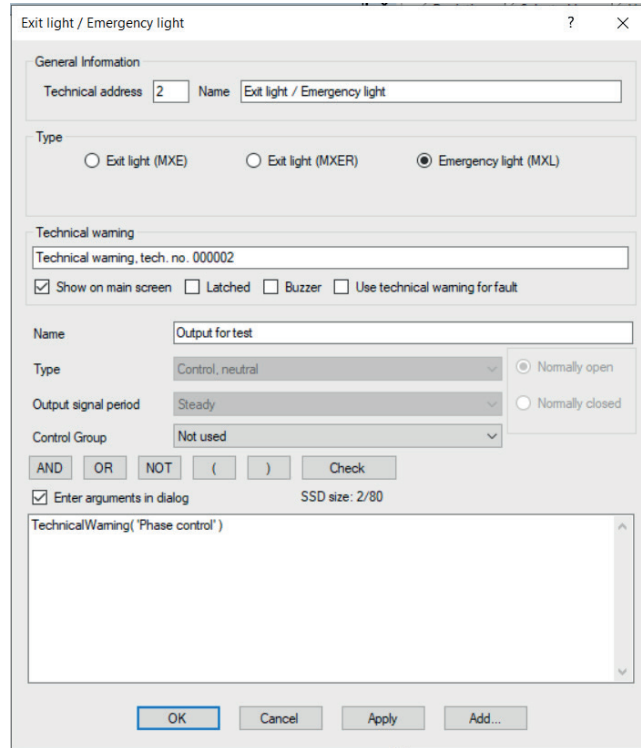 Exit light / Emergency light
?
General Information
Technical address 2 Name Exit light / Emergency light
Type
Exit light (MXE) Exit light (MXER) Emergency light (MXL)
Technical warning
Technical warning, tech. no. 000002
Show on main screen Latched Buzzer Use technical warning for fault
Name Output for test
Type Control, neutral Normally open
Output signal period Steady Normally closed
Control Group Not used
AND OR NOT ( ) Check
Enter arguments in dialog SSD size: 2/80
TechnicalWarning( 'Phase control' )
OK Cancel Apply Add...